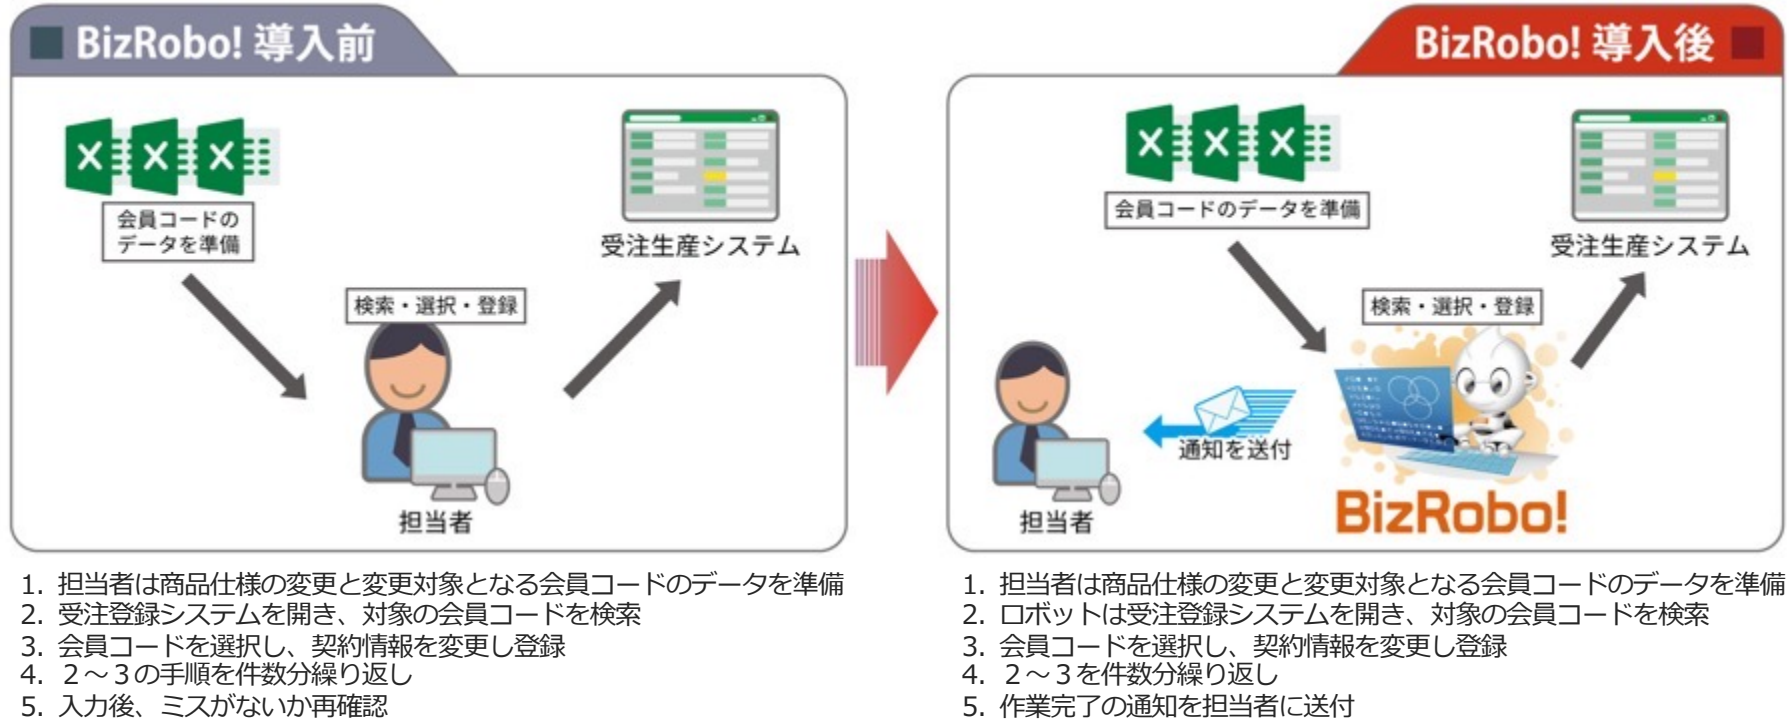 BizRobo! 導入前
会員コードの
データを準備
受注生産システム
検索・選択・登録
担当者
1. 担当者は商品仕様の変更と変更対象となる会員コードのデータを準備
2. 受注登録システムを開き、対象の会員コードを検索
3. 会員コードを選択し、契約情報を変更し登録
4. ２～３の手順を件数分繰り返し
5. 入力後、ミスがないか再確認
BizRobo! 導入後
会員コードのデータを準備
受注生産システム
検索・選択・登録
通知を送付
担当者
BizRobo!
1. 担当者は商品仕様の変更と変更対象となる会員コードのデータを準備
2. ロボットは受注登録システムを開き、対象の会員コードを検索
3. 会員コードを選択し、契約情報を変更し登録
4. ２～３を件数分繰り返し
5. 作業完了の通知を担当者に送付